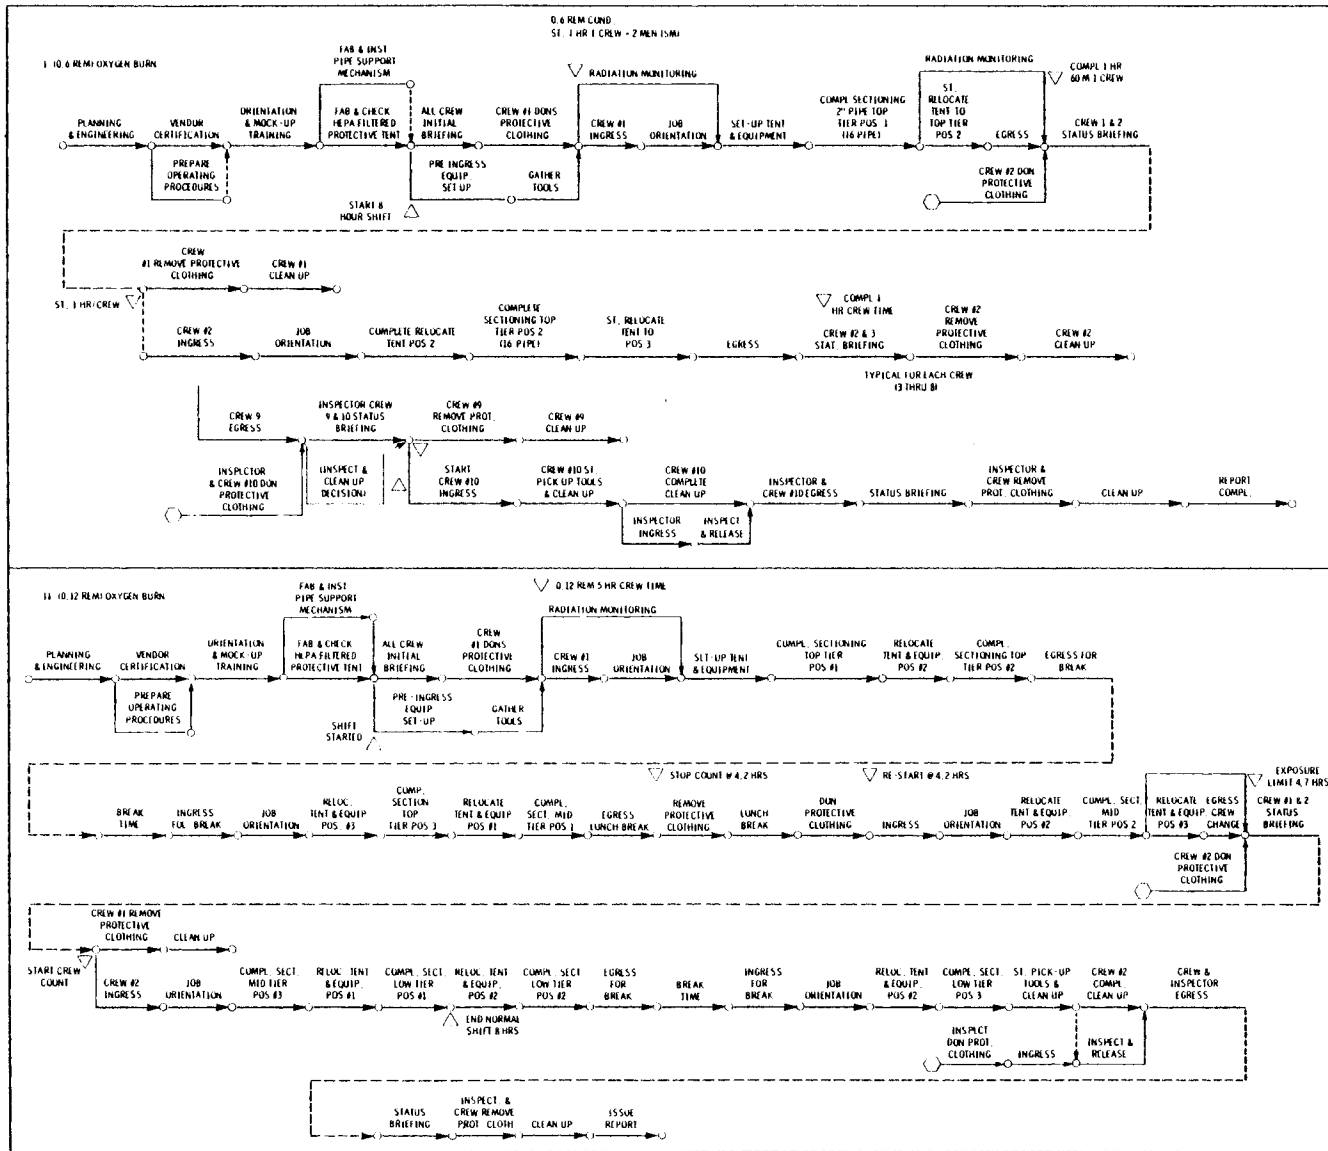 0.6 REM COND
ST. 1 HR 1 CREW - 2 MEN (5M)
I (0.6 REM) OXYGEN BURN
FAB & INST
PIPE SUPPORT
MECHANISM
RADIATION MONITORING
RADIATION MONITORING
COMPL 1 HR
60 M 1 CREW
PLANNING
& ENGINEERING
VENDUR
CERTIFICATION
ORIENTATION
& MOCK-UP
TRAINING
FAB & CHECK
HEPA FILTERED
PROTECTIVE TENT
ALL CREW
INITIAL
BRIEFING
CREW #1 DONS
PROTECTIVE
CLOTHING
CREW #1
INGRESS
JOB
ORIENTATION
SET-UP TENT
& EQUIPMENT
COMPL SECTIONING
2" PIPE TOP
TIER POS. 1
(16 PIPE)
ST.
RELOCATE
TENT TO
TOP TIER
POS 2
EGRESS
CREW 1 & 2
STATUS BRIEFING
PREPARE
OPERATING
PROCEDURES
PRE INGRESS
EQUIP.
SET UP
GATHER
TOOLS
CREW #2 DON
PROTECTIVE
CLOTHING
START 8
HOUR SHIFT
CREW
#1 REMOVE PROTECTIVE
CLOTHING
CREW #1
CLEAN UP
ST. 1 HR/CREW
CREW #2
INGRESS
JOB
ORIENTATION
COMPLETE RELOCATE
TENT POS 2
COMPLETE
SECTIONING TOP
TIER POS 2
(16 PIPE)
ST. RELOCATE
TENT TO
POS 3
EGRESS
COMPL 1
HR CREW TIME
CREW #2 & 3
STAT. BRIEFING
CREW #2
REMOVE
PROTECTIVE
CLOTHING
CREW #2
CLEAN UP
TYPICAL FOR EACH CREW
(3 THRU 8)
CREW 9
EGRESS
INSPECTOR CREW
9 & 10 STATUS
BRIEFING
CREW #9
REMOVE PROT.
CLOTHING
CREW #9
CLEAN UP
INSPECTOR
& CREW #10 DON
PROTECTIVE
CLOTHING
(INSPECT &
CLEAN UP
DECISION)
START
CREW #10
INGRESS
CREW #10 ST.
PICK UP TOOLS
& CLEAN UP
CREW #10
COMPLETE
CLEAN UP
INSPECTOR &
CREW #10 EGRESS
STATUS BRIEFING
INSPECTOR &
CREW REMOVE
PROT. CLOTHING
CLEAN UP
REPORT
COMPL.
INSPECTOR
INGRESS
INSPECT
& RELEASE
II (0.12 REM) OXYGEN BURN
FAB & INST
PIPE SUPPORT
MECHANISM
0.12 REM 5 HR CREW TIME
RADIATION MONITORING
PLANNING
& ENGINEERING
VENDOR
CERTIFICATION
ORIENTATION
& MOCK-UP
TRAINING
FAB & CHECK
HEPA FILTERED
PROTECTIVE TENT
ALL CREW
INITIAL
BRIEFING
CREW
#1 DONS
PROTECTIVE
CLOTHING
CREW #1
INGRESS
JOB
ORIENTATION
SET-UP TENT
& EQUIPMENT
COMPL. SECTIONING
TOP TIER
POS #1
RELOCATE
TENT & EQUIP.
POS #2
COMPL.
SECTIONING TOP
TIER POS #2
EGRESS FOR
BREAK
PREPARE
OPERATING
PROCEDURES
PRE-INGRESS
EQUIP
SET-UP
GATHER
TOOLS
SHIFT
STARTED
STOP COUNT @ 4.2 HRS
RE-START @ 4.2 HRS
EXPOSURE
LIMIT 4.7 HRS
BREAK
TIME
INGRESS
FOL BREAK
JOB
ORIENTATION
RELOC.
TENT & EQUIP
POS. #3
COMP.
SECTION
TOP
TIER POS 3
RELOCATE
TENT & EQUIP
POS #1
COMPL.
SECT. MID
TIER POS 1
EGRESS
LUNCH BREAK
REMOVE
PROTECTIVE
CLOTHING
LUNCH
BREAK
DON
PROTECTIVE
CLOTHING
INGRESS
JOB
ORIENTATION
RELOCATE
TENT & EQUIP
POS #2
COMPL. SECT.
MID
TIER POS 2
RELOCATE
TENT & EQUIP.
POS #3
EGRESS
CREW
CHANGE
CREW #1 & 2
STATUS
BRIEFING
CREW #2 DON
PROTECTIVE
CLOTHING
CREW #1 REMOVE
PROTECTIVE
CLOTHING
CLEAN UP
START CREW
COUNT
CREW #2
INGRESS
JOB
ORIENTATION
COMPL. SECT.
MID TIER
POS #3
RELOC. TENT
& EQUIP.
POS #1
COMPL. SECT.
LOW TIER
POS #1
RELOC. TENT
& EQUIP.
POS #2
COMPL. SECT
LOW TIER
POS #2
EGRESS
FOR
BREAK
BREAK
TIME
INGRESS
FOR
BREAK
JOB
ORIENTATION
RELOC. TENT
& EQUIP.
POS #2
COMPL. SECT.
LOW TIER
POS 3
ST. PICK-UP
TOOLS &
CLEAN UP
CREW #2
COMPL.
CLEAN UP
CREW &
INSPECTOR
EGRESS
END NORMAL
SHIFT 8 HRS
INSPECT
DON PROT.
CLOTHING
INGRESS
INSPECT &
RELEASE
STATUS
BRIEFING
INSPECT. &
CREW REMOVE
PROT. CLOTH
CLEAN UP
ISSUE
REPORT